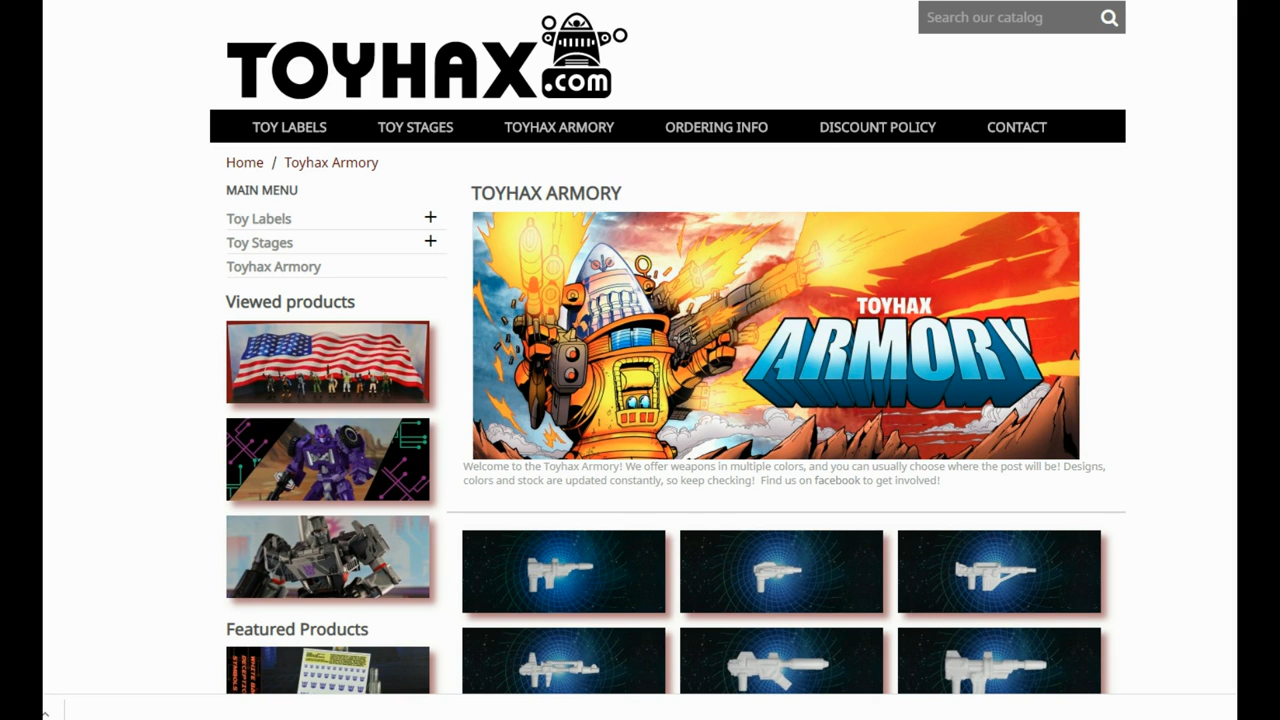 Search our catalog
TOYHAX
.com
TOY LABELS TOY STAGES TOYHAX ARMORY ORDERING INFO DISCOUNT POLICY CONTACT
Home / Toyhax Armory
MAIN MENU
Toy Labels +
Toy Stages +
Toyhax Armory
Viewed products
Featured Products
TOYHAX ARMORY
TOYHAX
ARMORY
Welcome to the Toyhax Armory! We offer weapons in multiple colors, and you can usually choose where the post will be! Designs,
colors and stock are updated constantly, so keep checking! Find us on facebook to get involved!